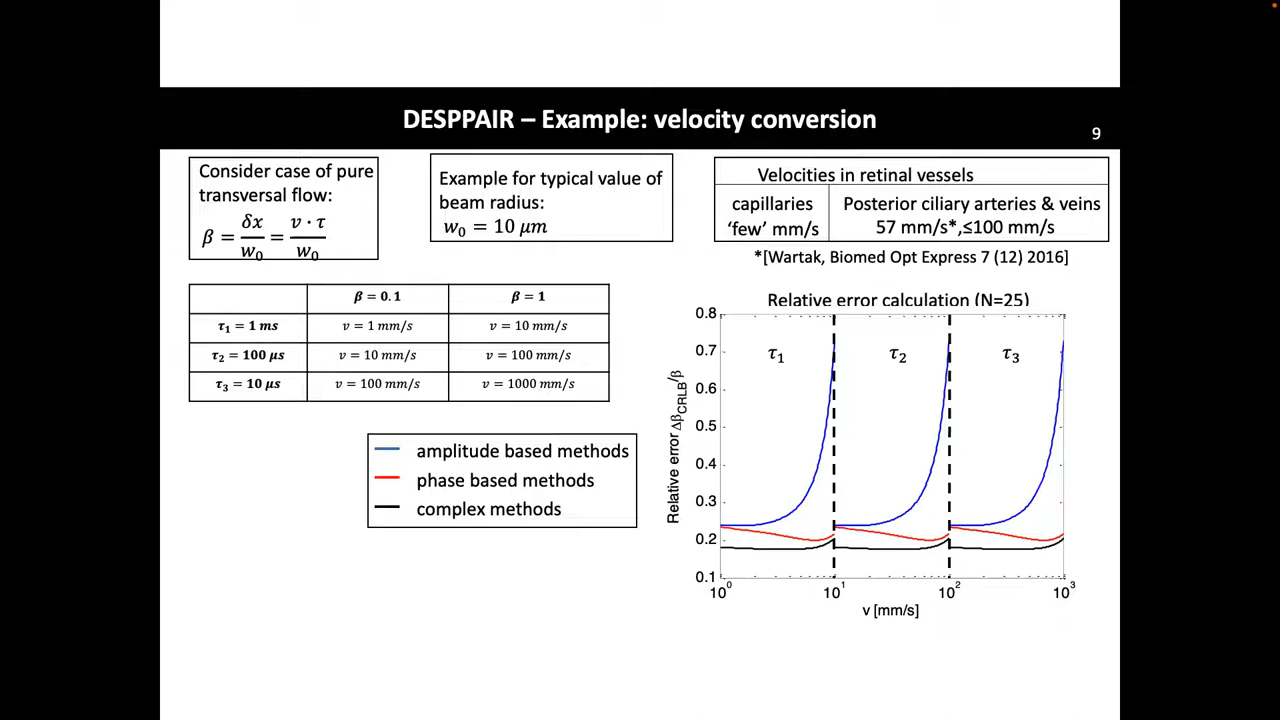 DESPPAIR – Example: velocity conversion
9
Consider case of pure
transversal flow:
β = δx/w₀ = v · τ/w₀
Example for typical value of
beam radius:
w₀ = 10 μm
Velocities in retinal vessels
capillaries
'few' mm/s
Posterior ciliary arteries & veins
57 mm/s*,≤100 mm/s
*[Wartak, Biomed Opt Express 7 (12) 2016]
β = 0.1 β = 1
τ₁ = 1 ms v = 1 mm/s v = 10 mm/s
τ₂ = 100 μs v = 10 mm/s v = 100 mm/s
τ₃ = 10 μs v = 100 mm/s v = 1000 mm/s
amplitude based methods
phase based methods
complex methods
Relative error calculation (N=25)
Relative error Δβ_CRLB/β
0.8
0.7
0.6
0.5
0.4
0.3
0.2
0.1
τ₁ τ₂ τ₃
10⁰ 10¹ 10² 10³
v [mm/s]